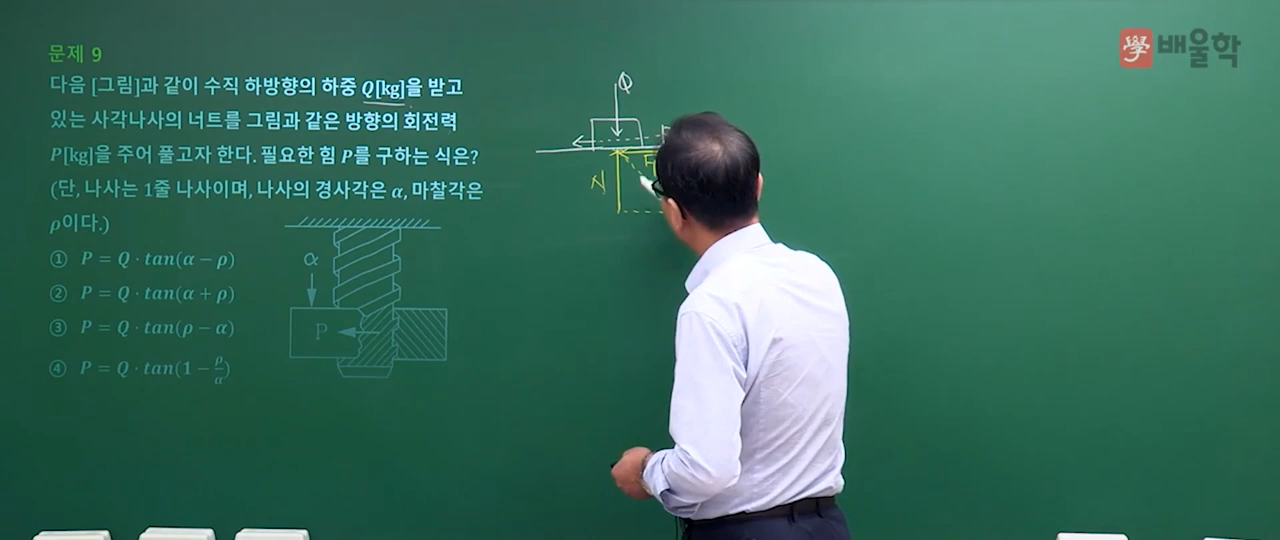 學 배울학
문제 9
다음 [그림]과 같이 수직 하방향의 하중 Q[kg]을 받고
있는 사각나사의 너트를 그림과 같은 방향의 회전력
P[kg]을 주어 풀고자 한다. 필요한 힘 P를 구하는 식은?
(단, 나사는 1줄 나사이며, 나사의 경사각은 α, 마찰각은
ρ이다.)
① P = Q · tan(α − ρ)
② P = Q · tan(α + ρ)
③ P = Q · tan(ρ − α)
④ P = Q · tan(1 − ρ/α)
α
P
Q
N